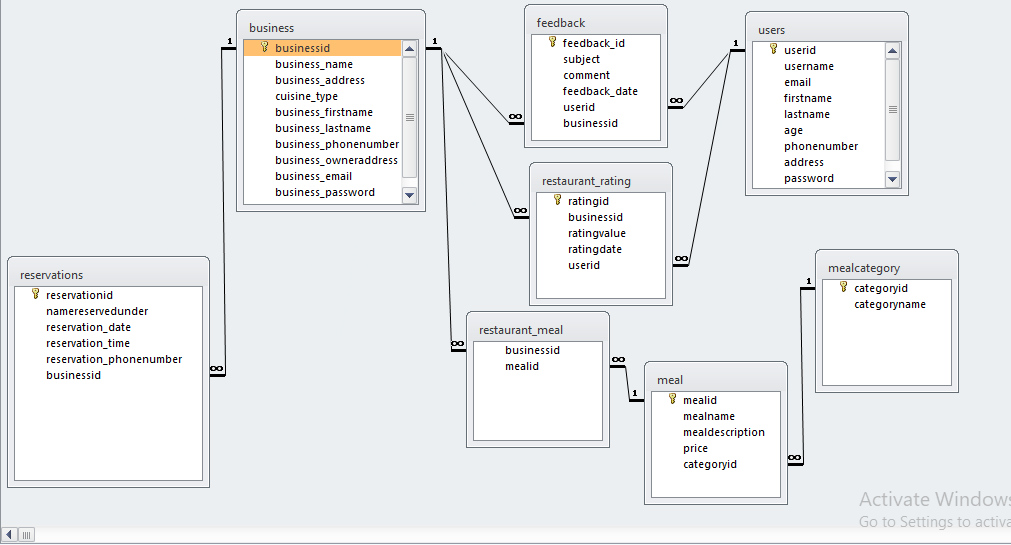 business
businessid
business_name
business_address
cuisine_type
business_firstname
business_lastname
business_phonenumber
business_owneraddress
business_email
business_password
feedback
feedback_id
subject
comment
feedback_date
userid
businessid
users
userid
username
email
firstname
lastname
age
phonenumber
address
password
restaurant_rating
ratingid
businessid
ratingvalue
ratingdate
userid
reservations
reservationid
namereservedunder
reservation_date
reservation_time
reservation_phonenumber
businessid
restaurant_meal
businessid
mealid
meal
mealid
mealname
mealdescription
price
categoryid
mealcategory
categoryid
categoryname
1
1
1
1
1
∞
∞
∞
∞
∞
∞
∞
∞
Activate Windows
Go to Settings to activa